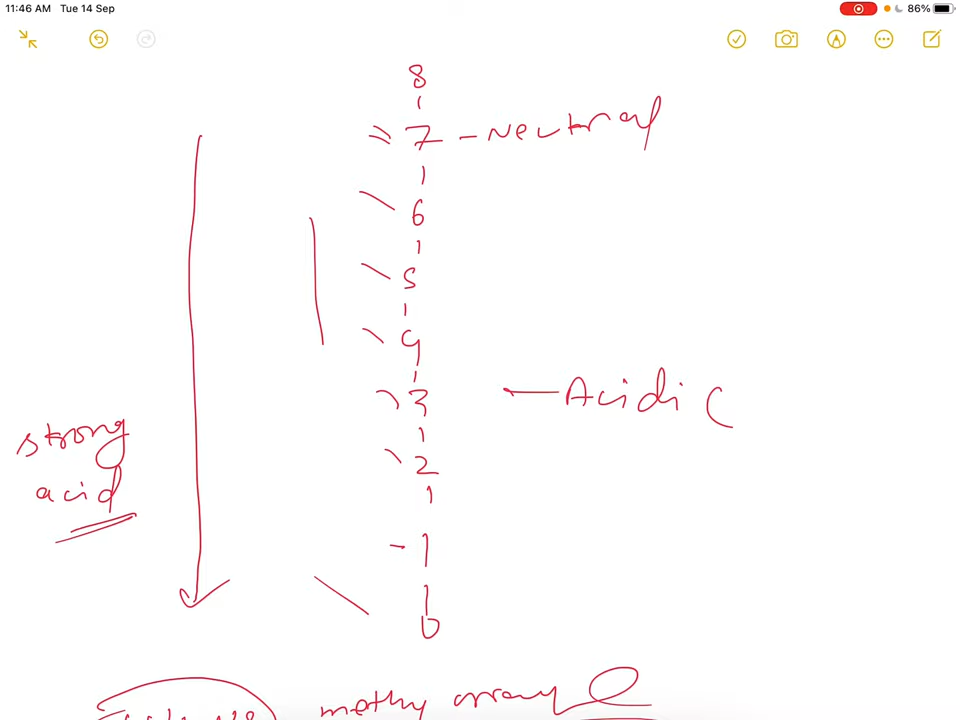 11:46 AM Tue 14 Sep
86%
8
7 - Neutral
6
5
4
3
Acidic
2
strong
acid
1
0
methy orange